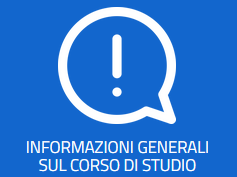 INFORMAZIONI GENERALI
SUL CORSO DI STUDIO